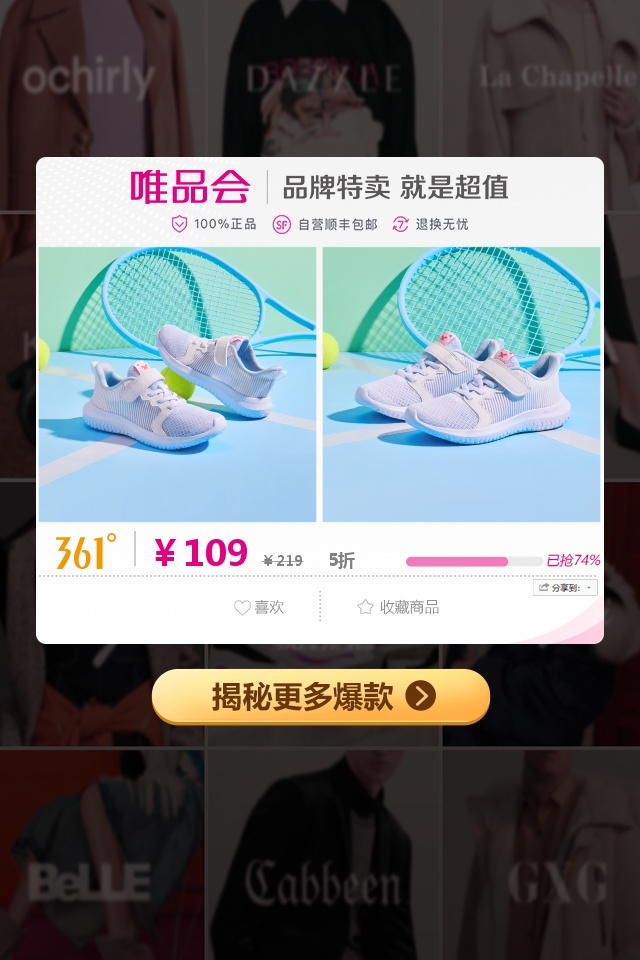 ochirly
DAZZLE
La Chapelle
唯品会 品牌特卖 就是超值
100%正品 SF 自营顺丰包邮 7 退换无忧
361° ¥109 ¥219 5折 已抢74%
分享到:
喜欢 收藏商品
揭秘更多爆款
BeLLE
Cabbeen
GXG